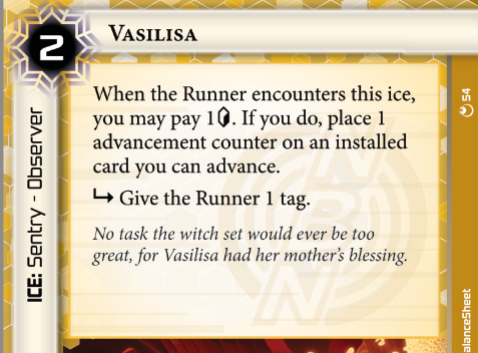 2
VASILISA
When the Runner encounters this ice,
you may pay 1. If you do, place 1
advancement counter on an installed
card you can advance.
↳ Give the Runner 1 tag.
No task the witch set would ever be too
great, for Vasilisa had her mother's blessing.
ICE: Sentry - Observer
54
alanceSheet
NBN